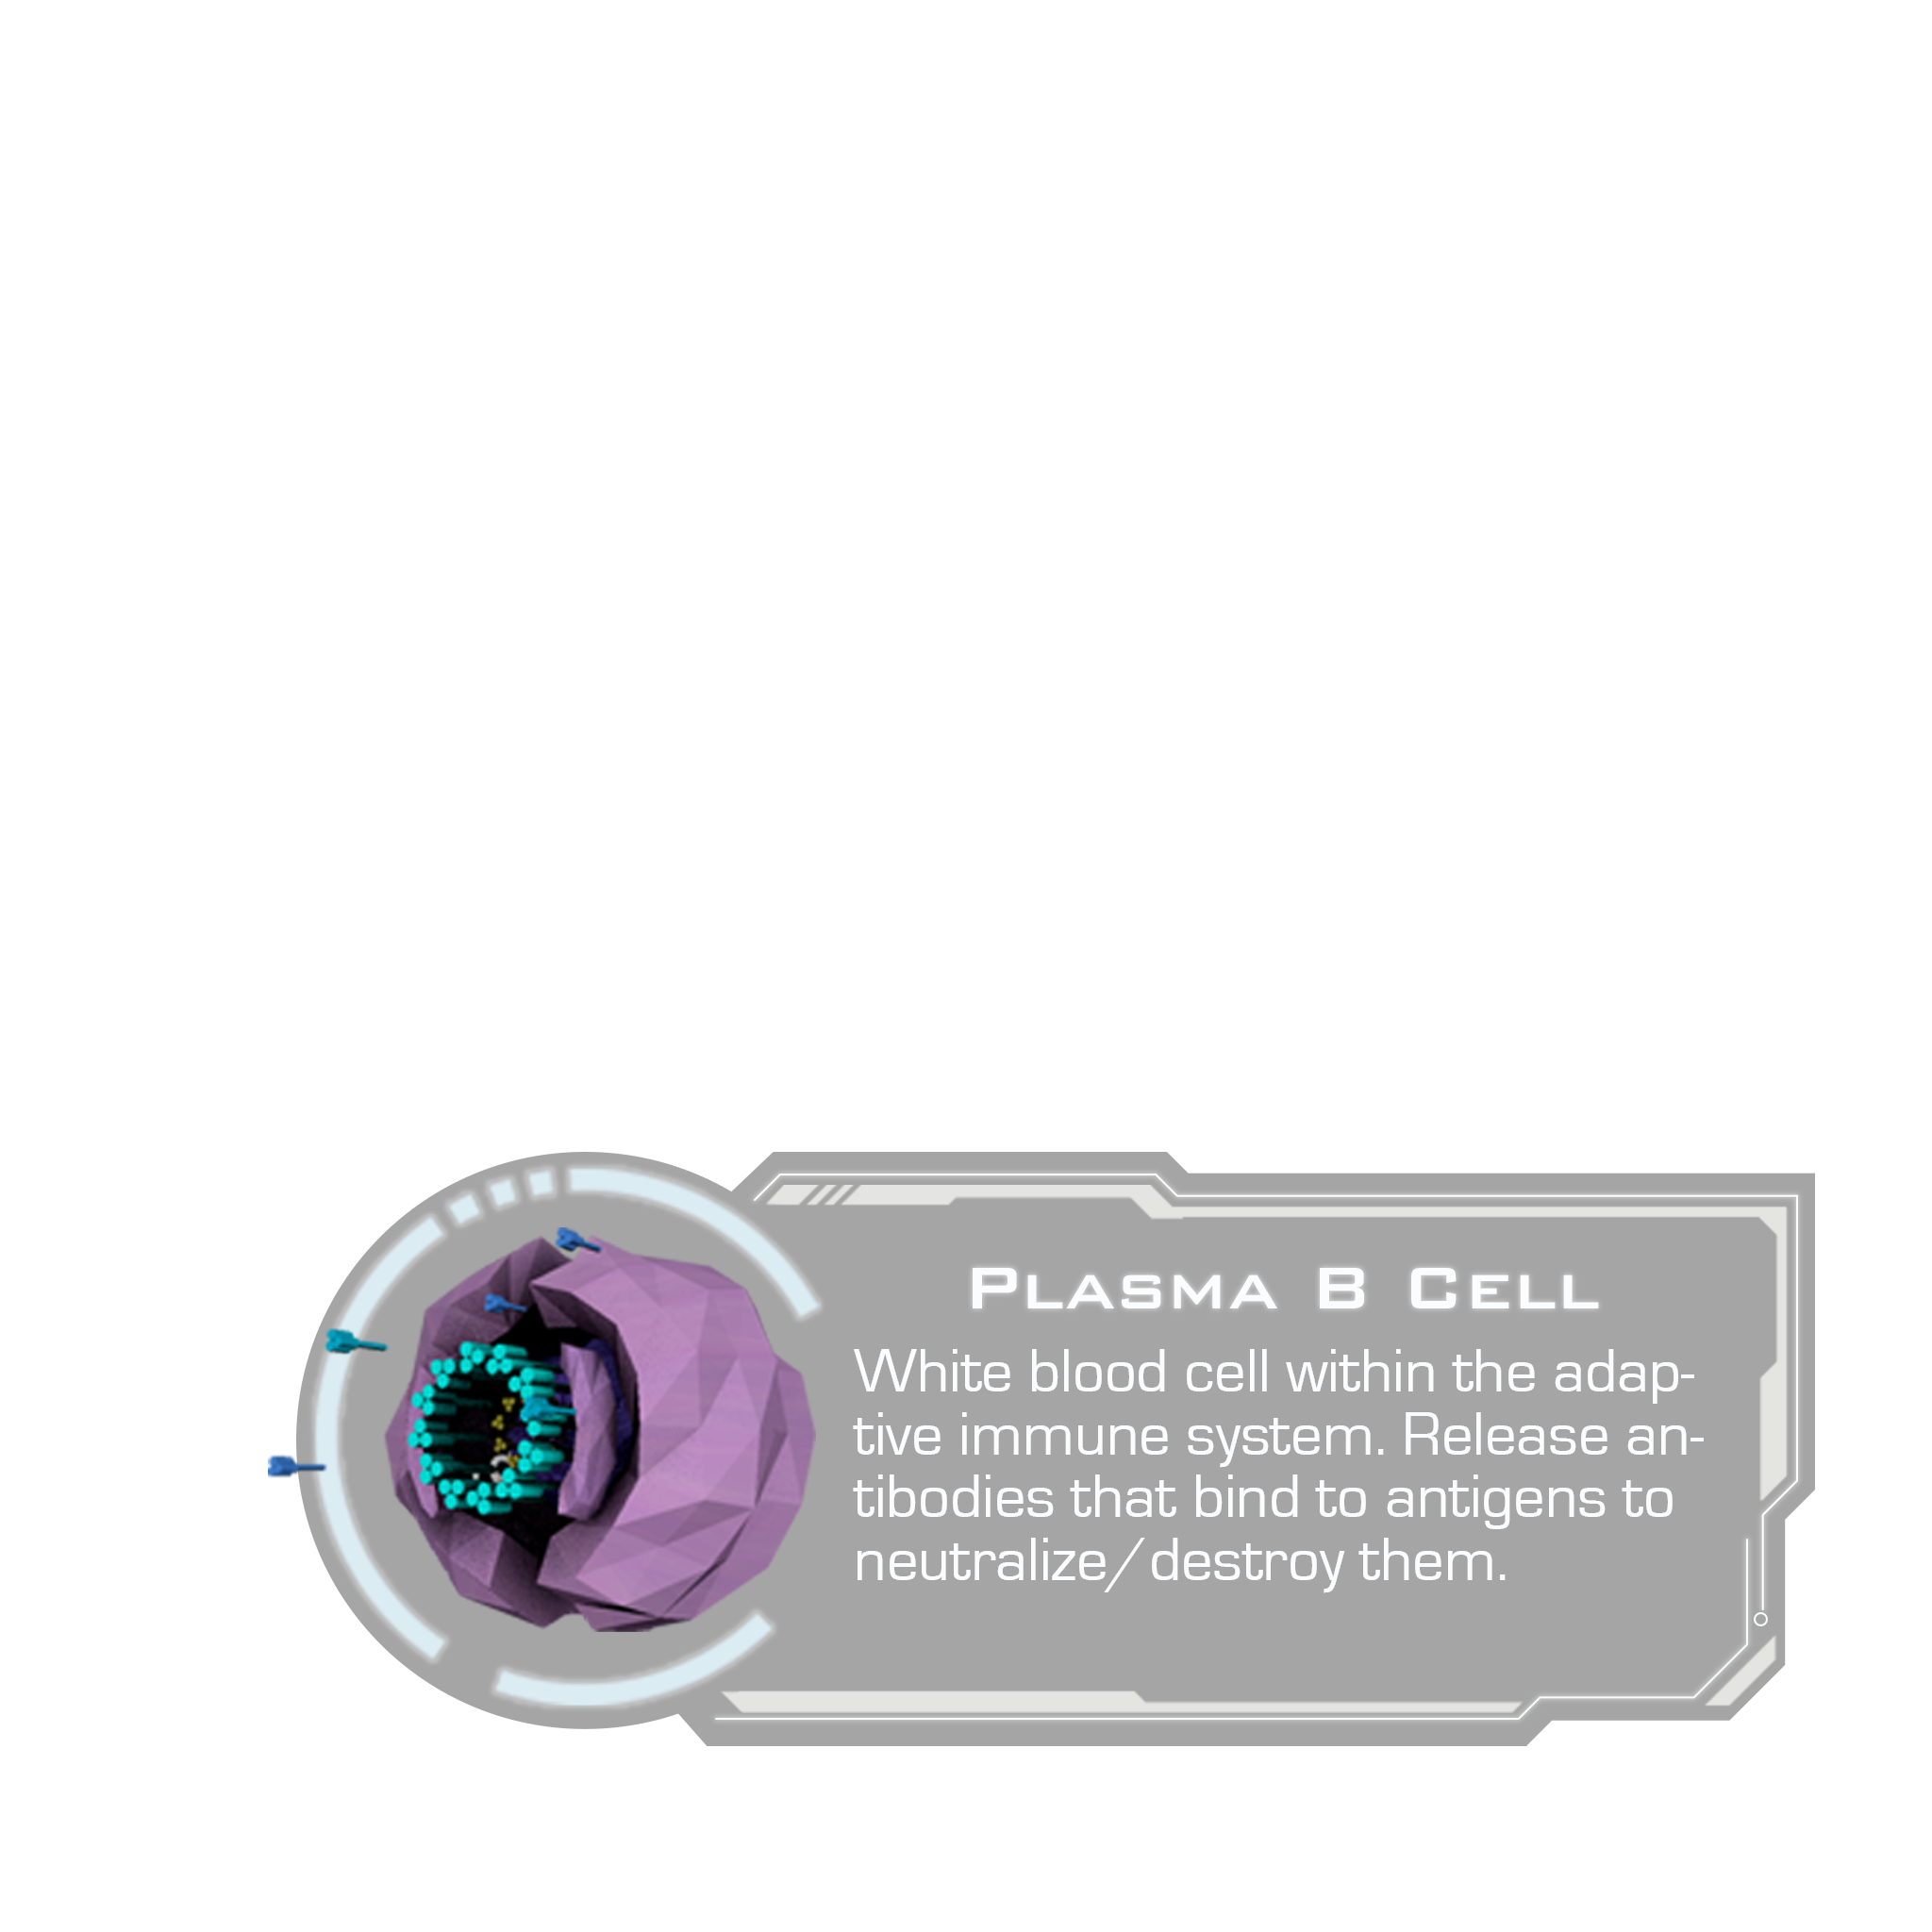 Plasma B Cell
White blood cell within the adap-
tive immune system. Release an-
tibodies that bind to antigens to
neutralize/destroy them.